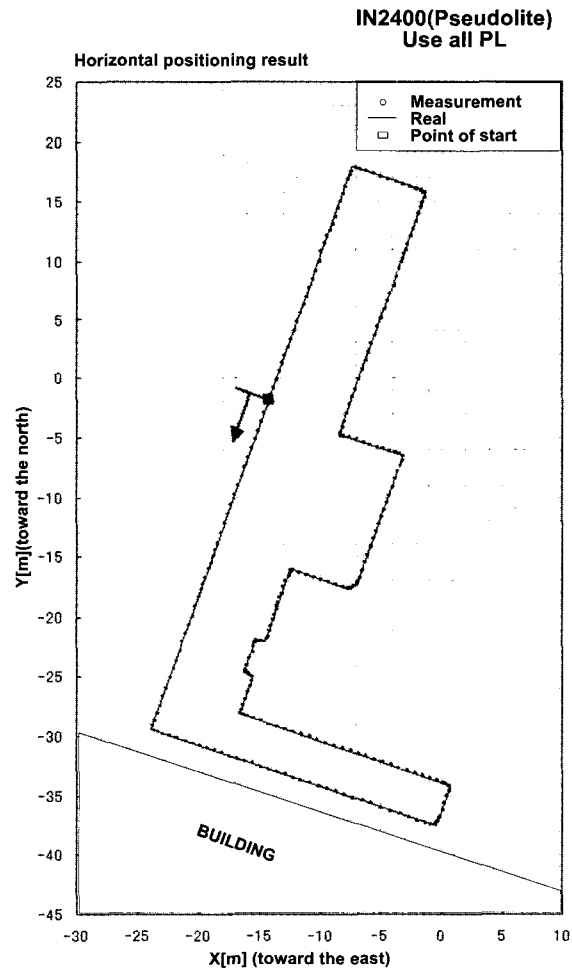 IN2400(Pseudolite)
Use all PL
Horizontal positioning result
25
20
15
10
5
0
-5
-10
-15
-20
-25
-30
-35
-40
-45
Measurement
Real
Point of start
Y[m](toward the north)
BUILDING
-30 -25 -20 -15 -10 -5 0 5 10
X[m] (toward the east)